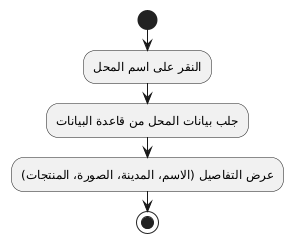 النقر على اسم المحل
جلب بيانات المحل من قاعدة البيانات
عرض التفاصيل (الاسم، المدينة، الصورة، المنتجات)